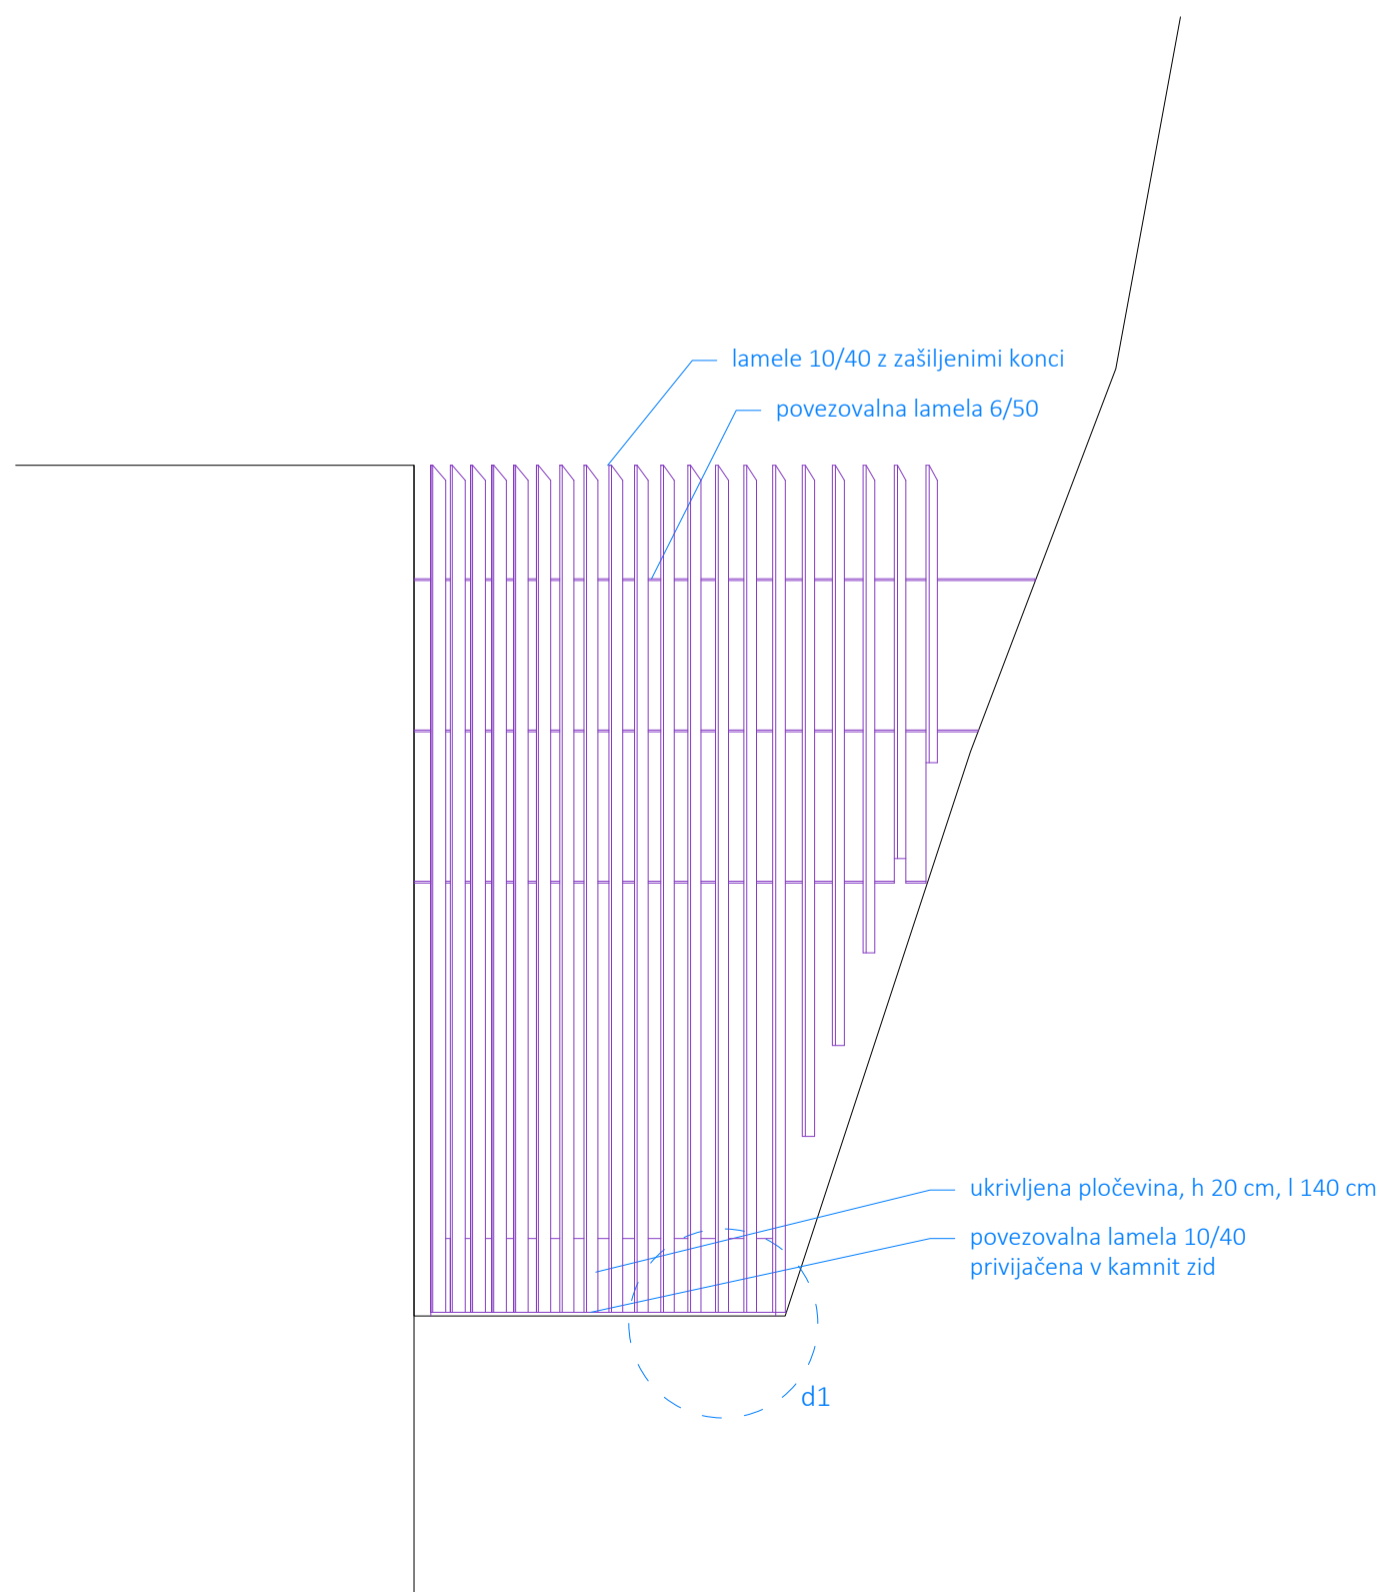 lamele 10/40 z zašiljenimi konci
povezovalna lamela 6/50
ukrivljena pločevina, h 20 cm, l 140 cm
povezovalna lamela 10/40
privijačena v kamnit zid
d1